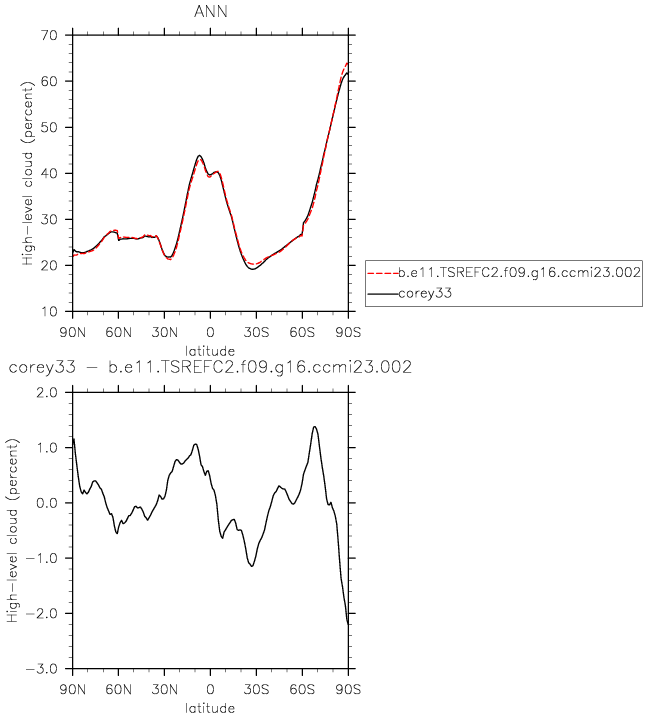 ANN
High-level cloud (percent)
70
60
50
40
30
20
10
90N 60N 30N 0 30S 60S 90S
latitude
b.e11.TSREFC2.f09.g16.ccmi23.002
corey33
corey33 - b.e11.TSREFC2.f09.g16.ccmi23.002
High-level cloud (percent)
2.0
1.0
0.0
-1.0
-2.0
-3.0
90N 60N 30N 0 30S 60S 90S
latitude